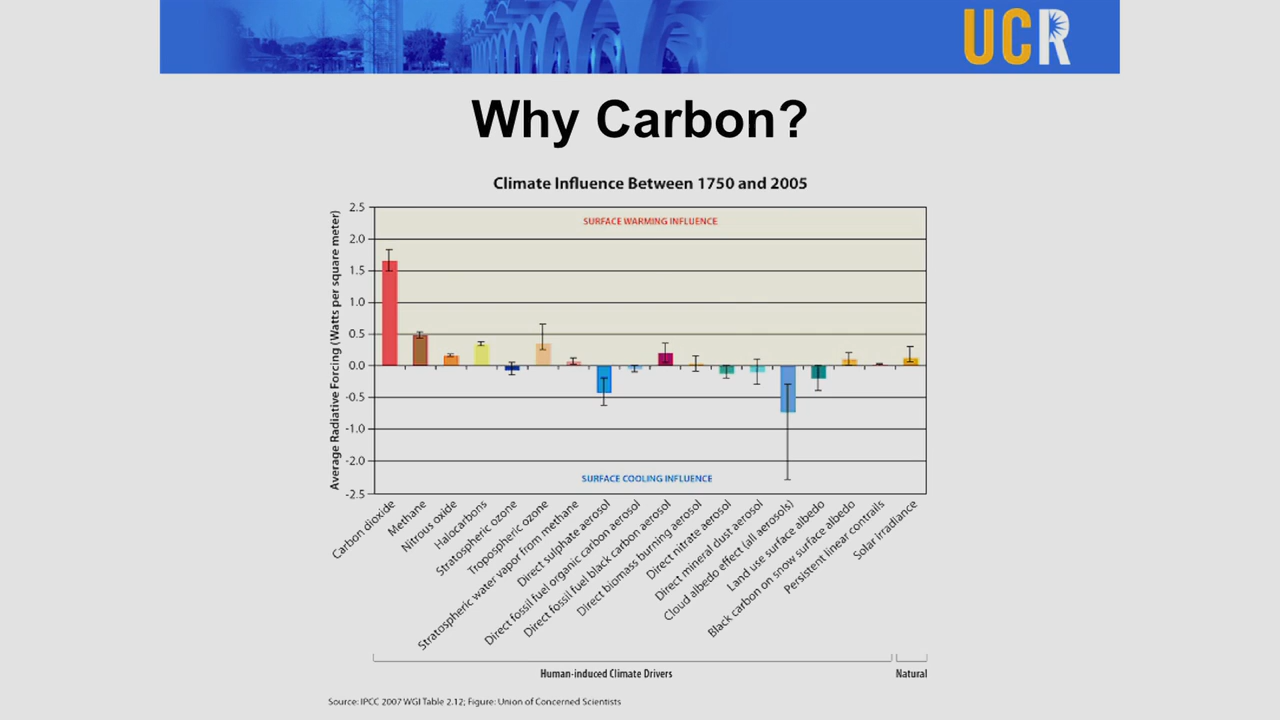 UCR
Why Carbon?
Climate Influence Between 1750 and 2005
Average Radiative Forcing (Watts per square meter)
2.5
2.0
1.5
1.0
0.5
0.0
-0.5
-1.0
-2.0
-2.5
SURFACE WARMING INFLUENCE
SURFACE COOLING INFLUENCE
Carbon dioxide
Methane
Nitrous oxide
Halocarbons
Stratospheric ozone
Tropospheric ozone
Stratospheric water vapor from methane
Direct sulphate aerosol
Direct fossil fuel organic carbon aerosol
Direct fossil fuel black carbon aerosol
Direct biomass burning aerosol
Direct nitrate aerosol
Direct mineral dust aerosol
Cloud albedo effect (all aerosols)
Land use surface albedo
Black carbon on snow surface albedo
Persistent linear contrails
Solar irradiance
Human-induced Climate Drivers
Natural
Source: IPCC 2007 WGI Table 2.12; Figure: Union of Concerned Scientists